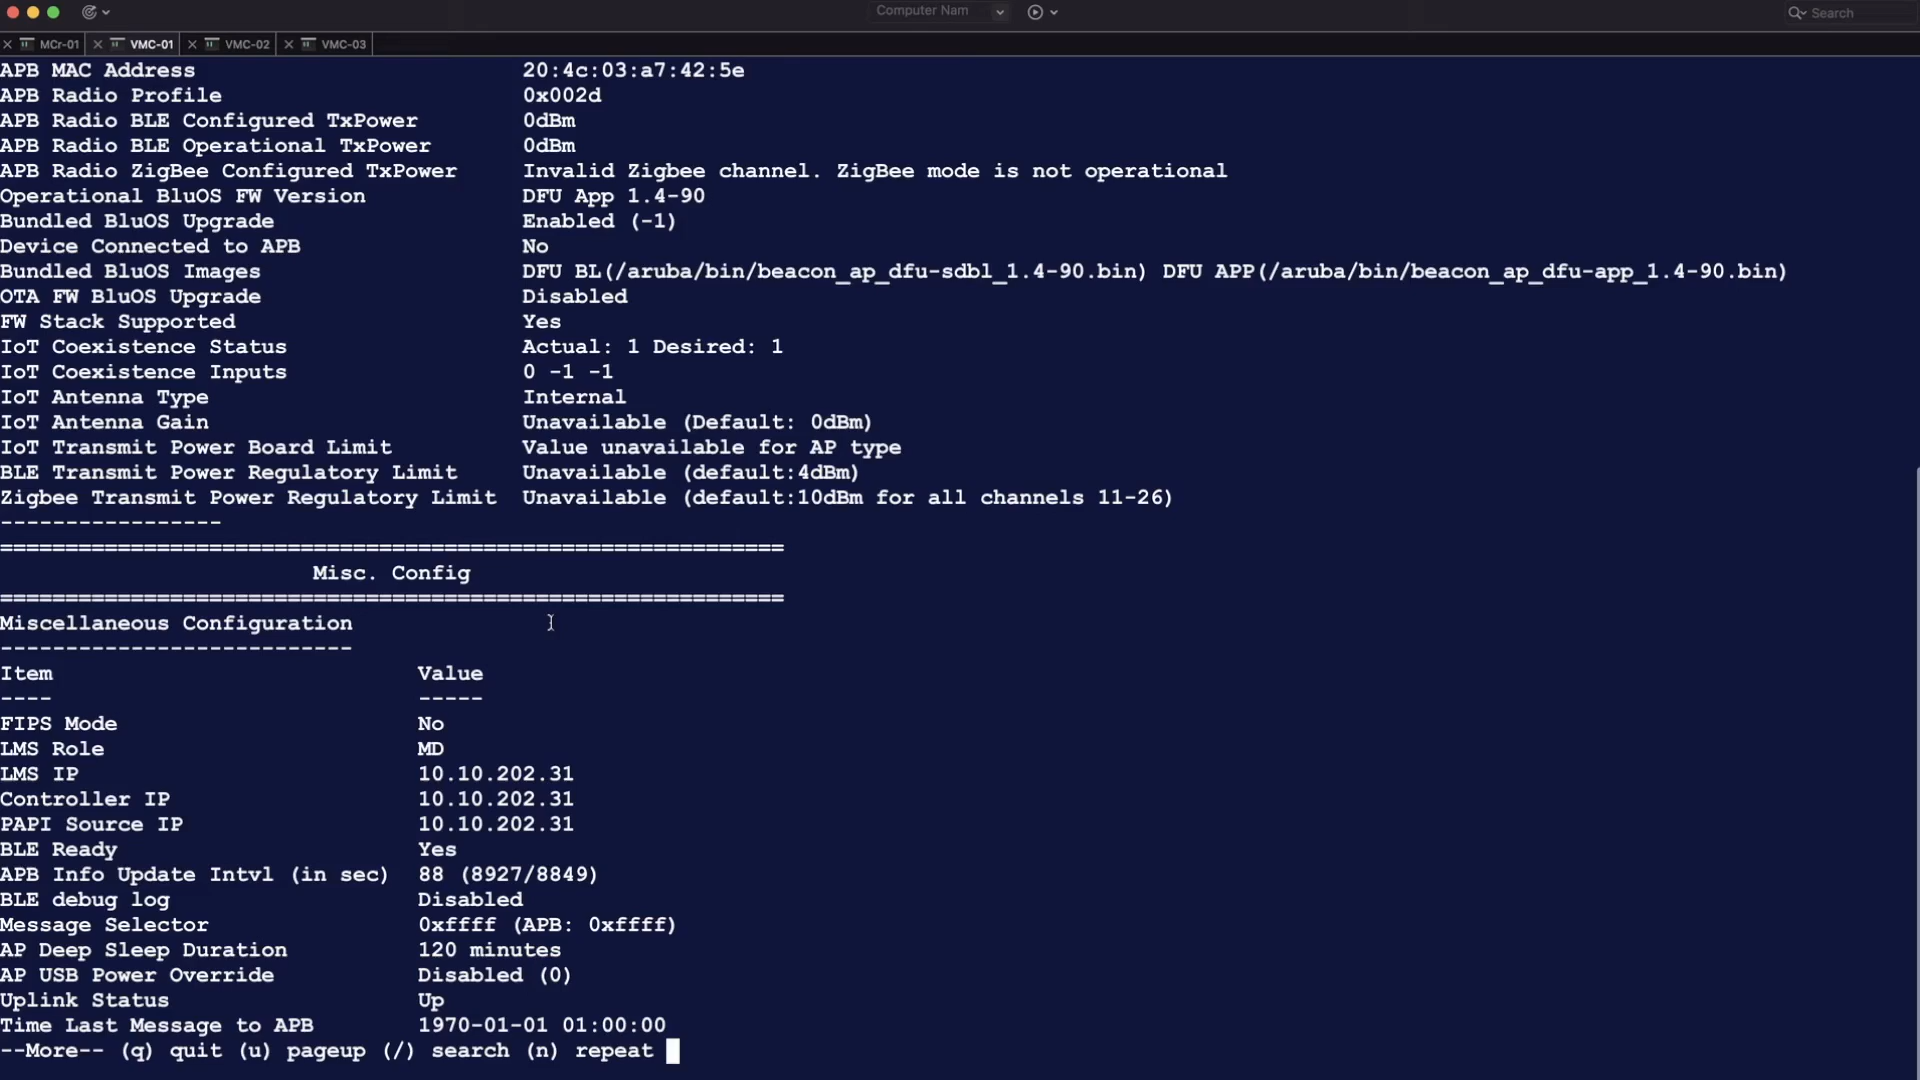 Computer Nam
Search
MCr-01 VMC-01 VMC-02 VMC-03
APB MAC Address 20:4c:03:a7:42:5e
APB Radio Profile 0x002d
APB Radio BLE Configured TxPower 0dBm
APB Radio BLE Operational TxPower 0dBm
APB Radio ZigBee Configured TxPower Invalid Zigbee channel. ZigBee mode is not operational
Operational BluOS FW Version DFU App 1.4-90
Bundled BluOS Upgrade Enabled (-1)
Device Connected to APB No
Bundled BluOS Images DFU BL(/aruba/bin/beacon_ap_dfu-sdbl_1.4-90.bin) DFU APP(/aruba/bin/beacon_ap_dfu-app_1.4-90.bin)
OTA FW BluOS Upgrade Disabled
FW Stack Supported Yes
IoT Coexistence Status Actual: 1 Desired: 1
IoT Coexistence Inputs 0 -1 -1
IoT Antenna Type Internal
IoT Antenna Gain Unavailable (Default: 0dBm)
IoT Transmit Power Board Limit Value unavailable for AP type
BLE Transmit Power Regulatory Limit Unavailable (default:4dBm)
Zigbee Transmit Power Regulatory Limit Unavailable (default:10dBm for all channels 11-26)
-----------------
============================================================
Misc. Config
============================================================
Miscellaneous Configuration
---------------------------
Item Value
---- -----
FIPS Mode No
LMS Role MD
LMS IP 10.10.202.31
Controller IP 10.10.202.31
PAPI Source IP 10.10.202.31
BLE Ready Yes
APB Info Update Intvl (in sec) 88 (8927/8849)
BLE debug log Disabled
Message Selector 0xffff (APB: 0xffff)
AP Deep Sleep Duration 120 minutes
AP USB Power Override Disabled (0)
Uplink Status Up
Time Last Message to APB 1970-01-01 01:00:00
--More-- (q) quit (u) pageup (/) search (n) repeat